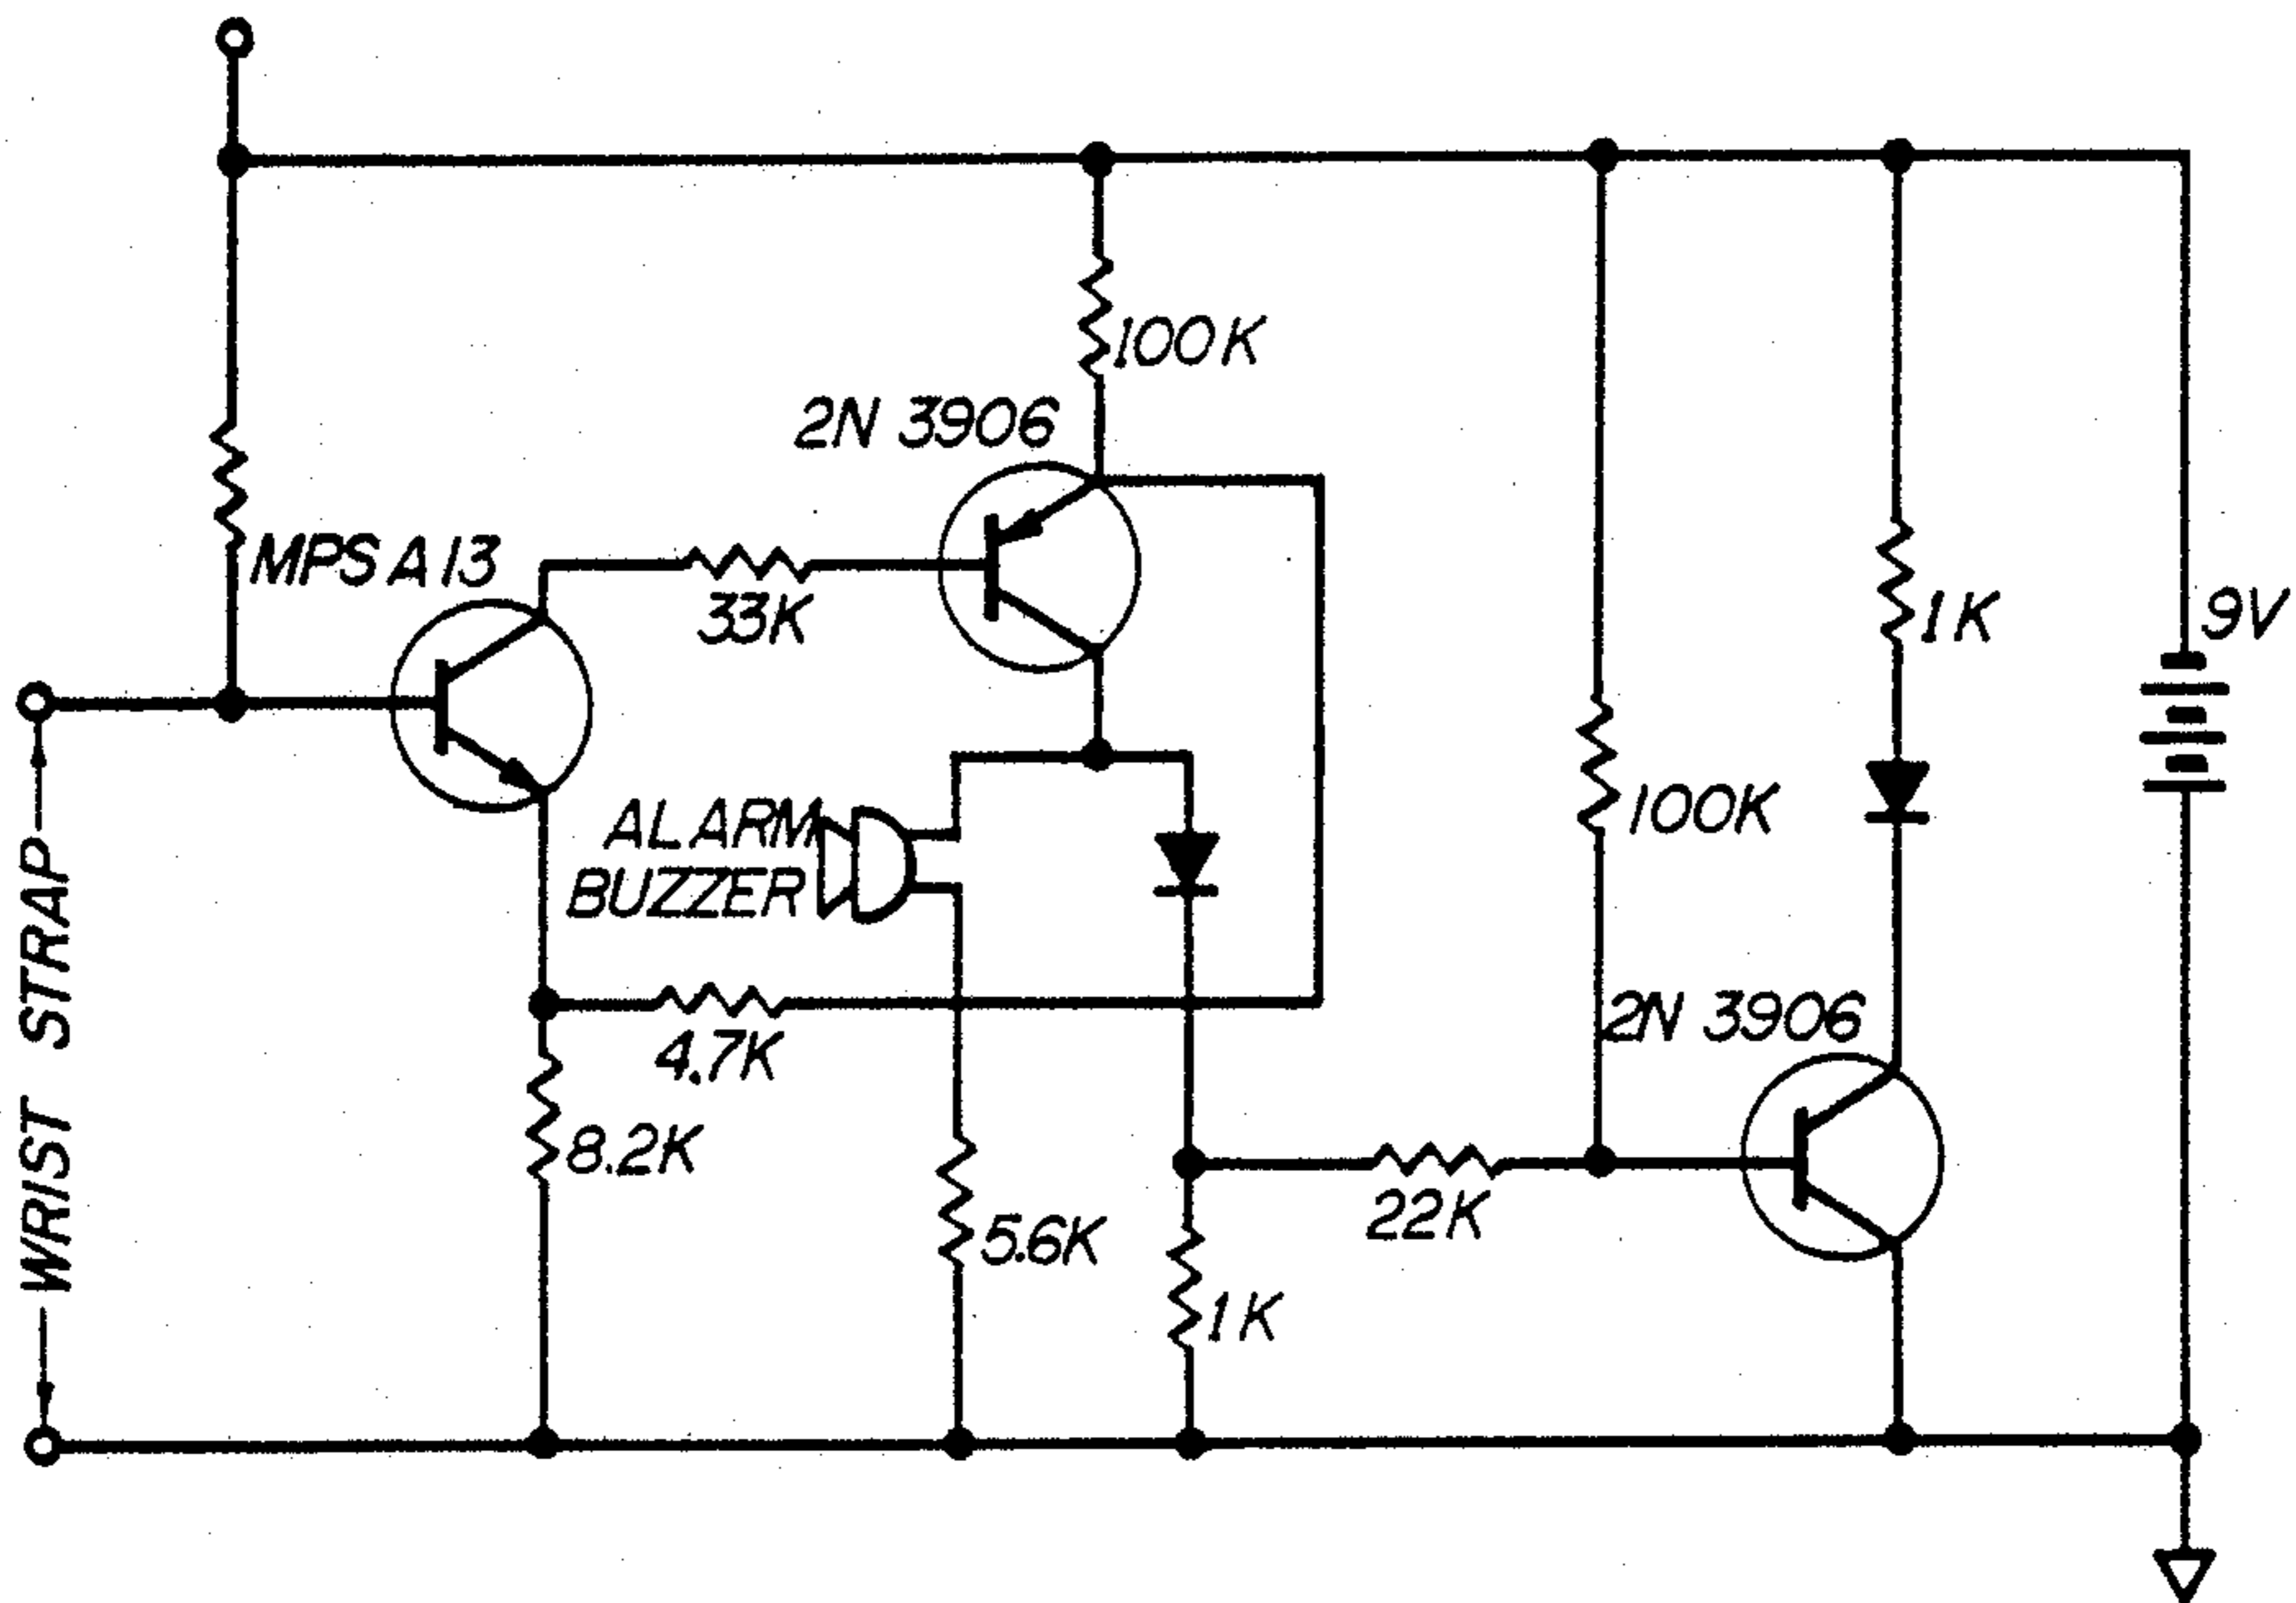 100K
2N 3906
MPS A 13
33K
1K
9V
ALARM
BUZZER
100K
WRIST STRAP
4.7K
2N 3906
8.2K
5.6K
22K
1K